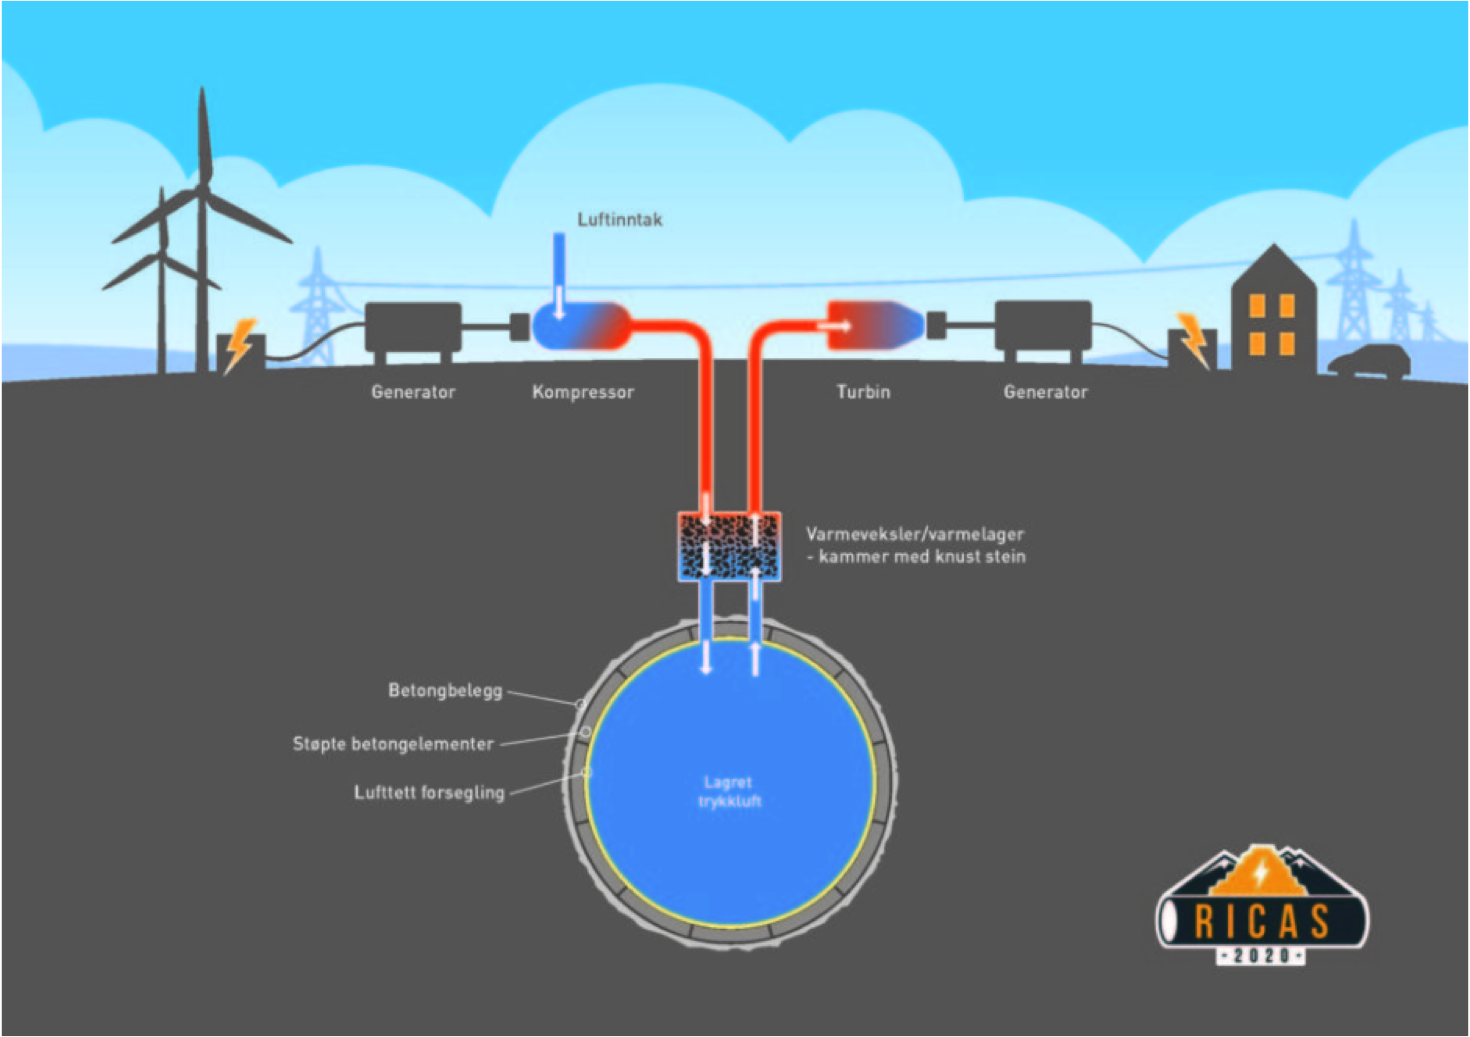 Luftinntak
Generator
Kompressor
Turbin
Generator
Varmeveksler/varmelager
- kammer med knust stein
Betongbelegg
Støpte betongelementer
Lufttett forsegling
Lagret
trykkluft
RICAS
-2020-